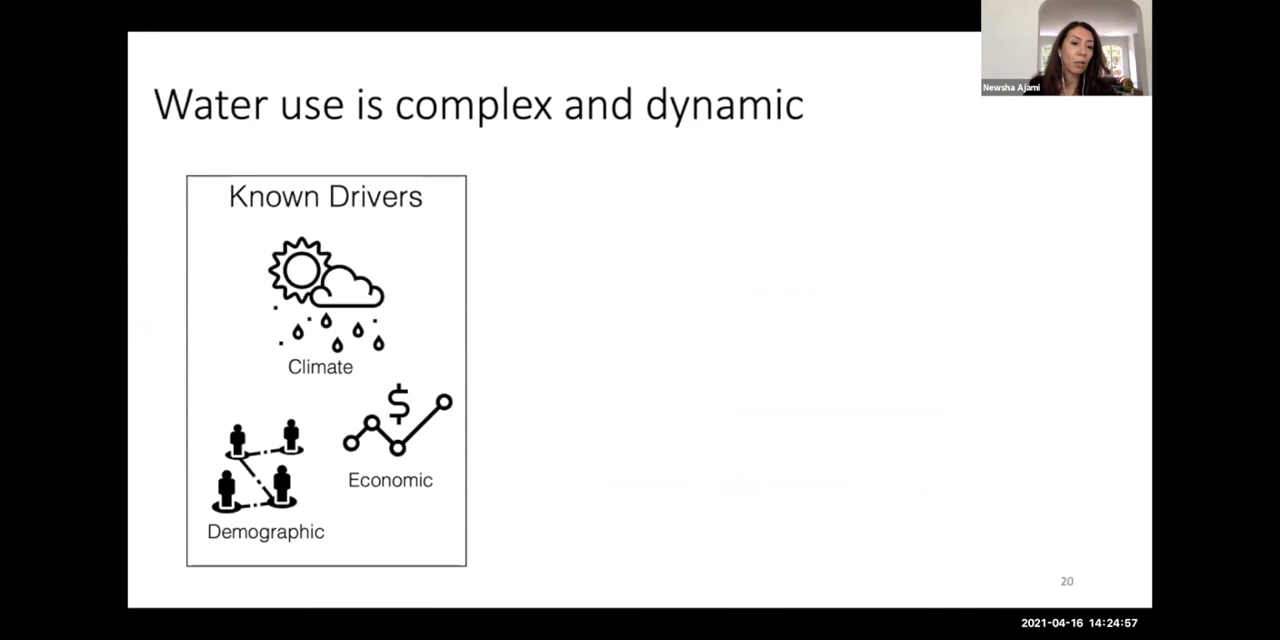 Newsha Ajami
Water use is complex and dynamic
Known Drivers
Climate
$
Economic
Demographic
20
2021-04-16 14:24:57